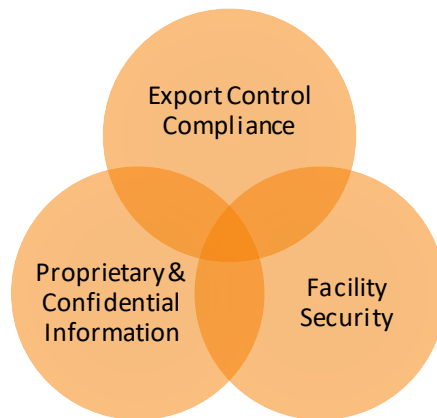 Export Control
Compliance
Proprietary &
Confidential
Information
Facility
Security